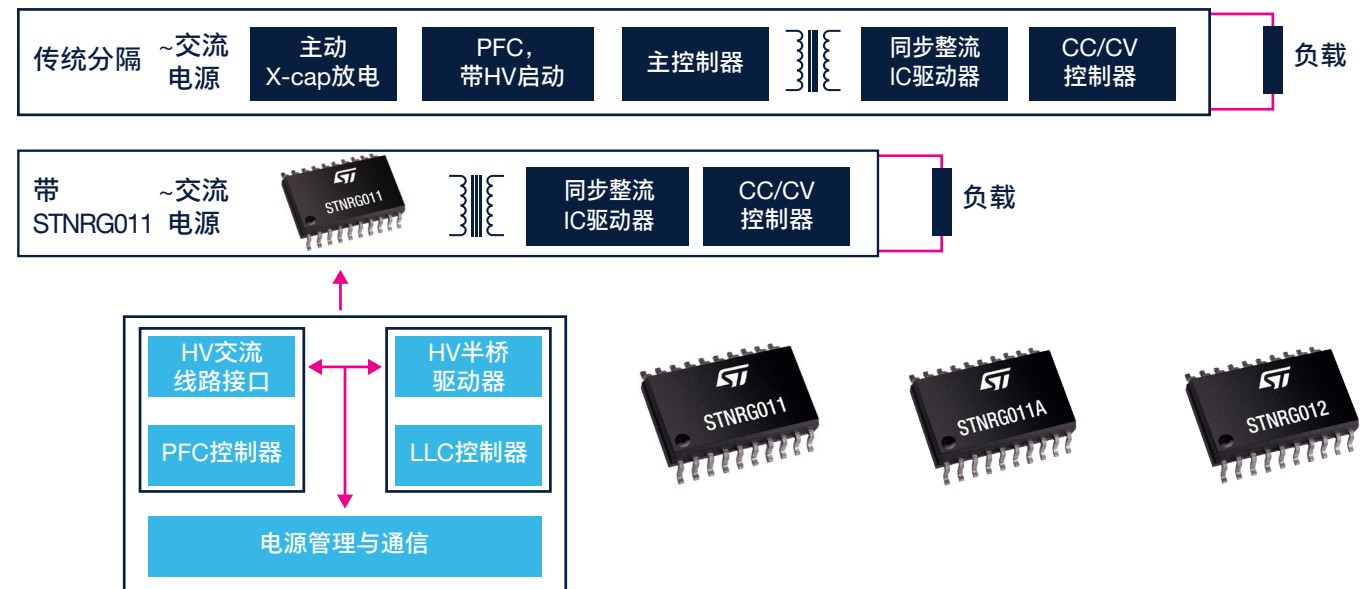 传统分隔
~交流
电源
主动
X-cap放电
PFC，
带HV启动
主控制器
同步整流
IC驱动器
CC/CV
控制器
负载
带
STNRG011
~交流
电源
ST
STNRG011
同步整流
IC驱动器
CC/CV
控制器
负载
HV交流
线路接口
HV半桥
驱动器
PFC控制器
LLC控制器
电源管理与通信
ST
STNRG011
ST
STNRG011A
ST
STNRG012